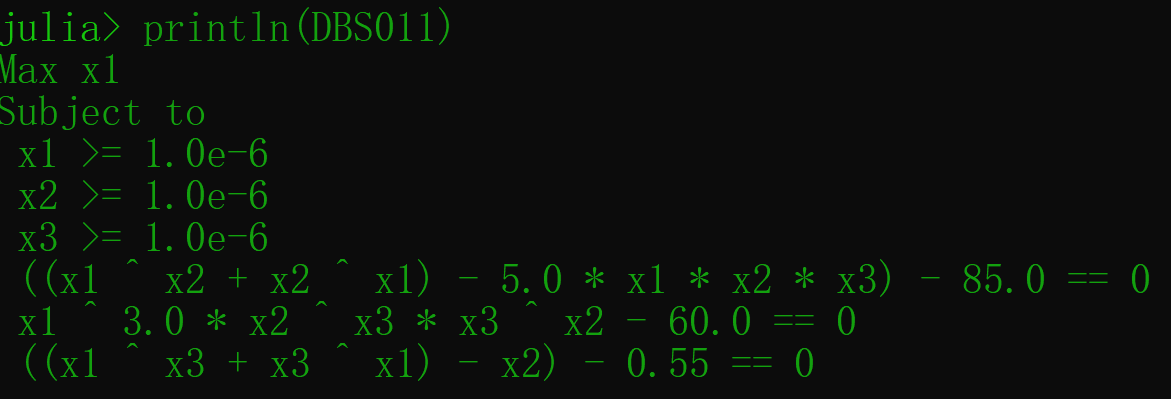 julia> println(DBS011)
Max x1
Subject to
 x1 >= 1.0e-6
 x2 >= 1.0e-6
 x3 >= 1.0e-6
 ((x1 ^ x2 + x2 ^ x1) - 5.0 * x1 * x2 * x3) - 85.0 == 0
 x1 ^ 3.0 * x2 ^ x3 * x3 ^ x2 - 60.0 == 0
 ((x1 ^ x3 + x3 ^ x1) - x2) - 0.55 == 0